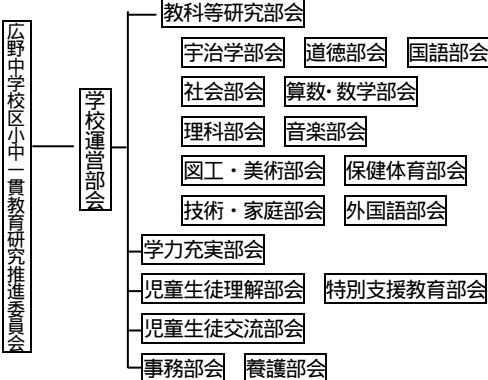 広野中学校区小中一貫教育研究推進委員会
学校運営部会
教科等研究部会
宇治学部会 道徳部会 国語部会
社会部会 算数・数学部会
理科部会 音楽部会
図工・美術部会 保健体育部会
技術・家庭部会 外国語部会
学力充実部会
児童生徒理解部会 特別支援教育部会
児童生徒交流部会
事務部会 養護部会